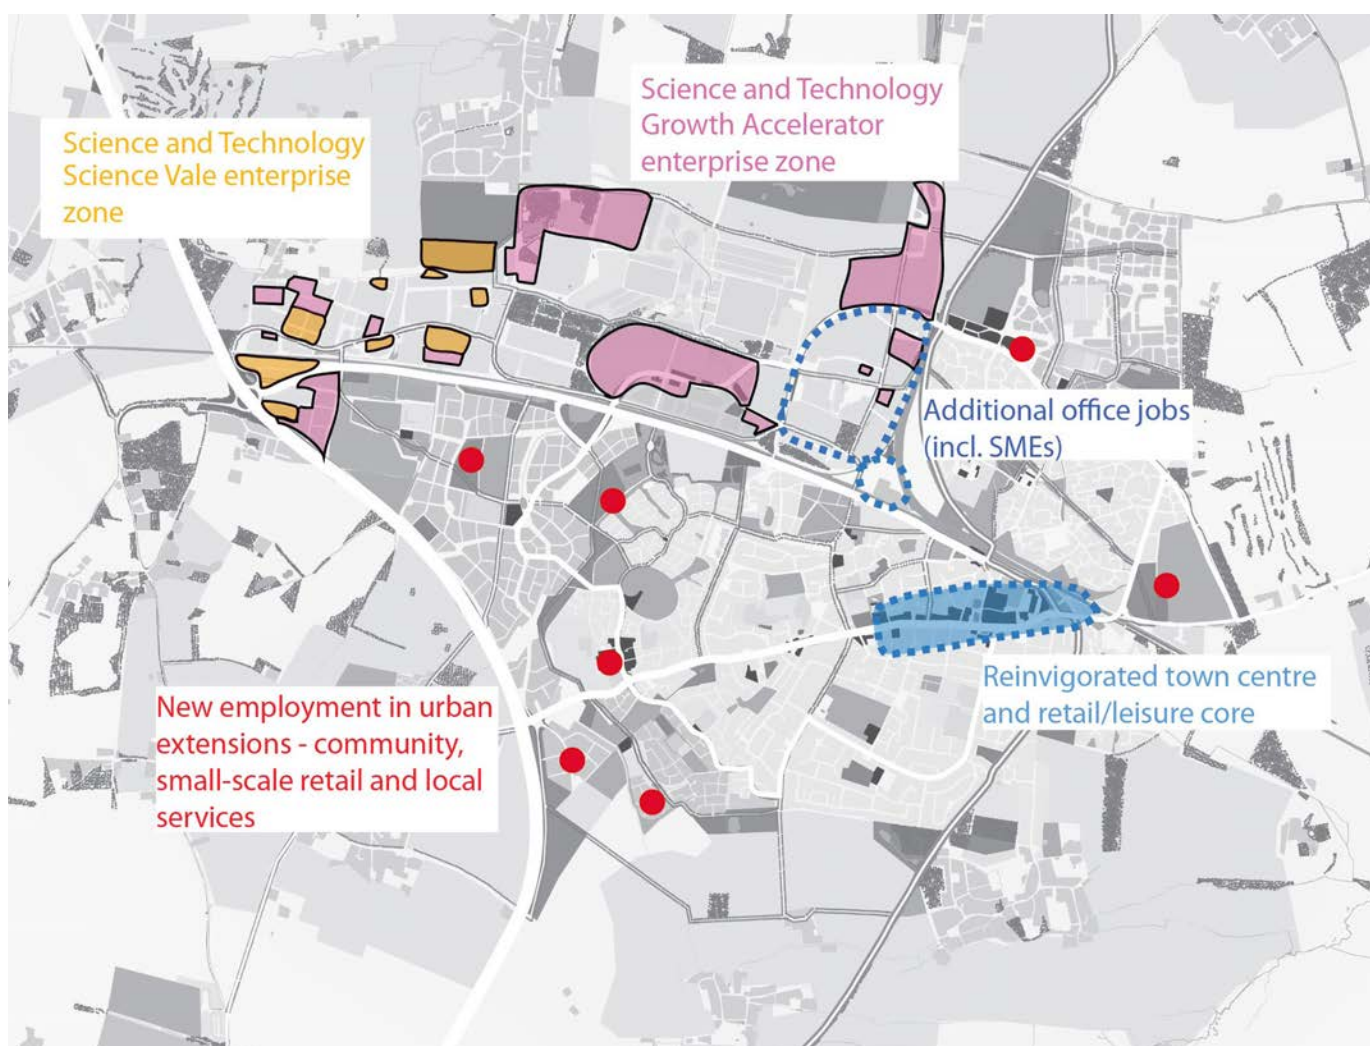 Science and Technology
Growth Accelerator
enterprise zone
Science and Technology
Science Vale enterprise
zone
Additional office jobs
(incl. SMEs)
Reinvigorated town centre
and retail/leisure core
New employment in urban
extensions - community,
small-scale retail and local
services